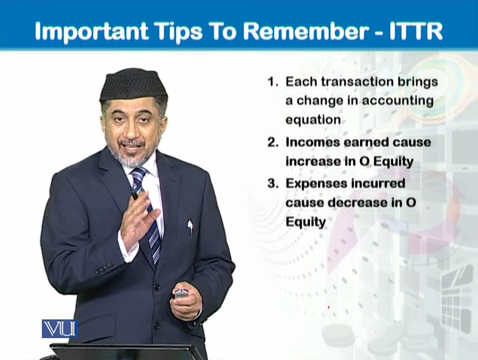 Important Tips To Remember - ITTR
1. Each transaction brings
a change in accounting
equation
2. Incomes earned cause
increase in O Equity
3. Expenses incurred
cause decrease in O
Equity
VU